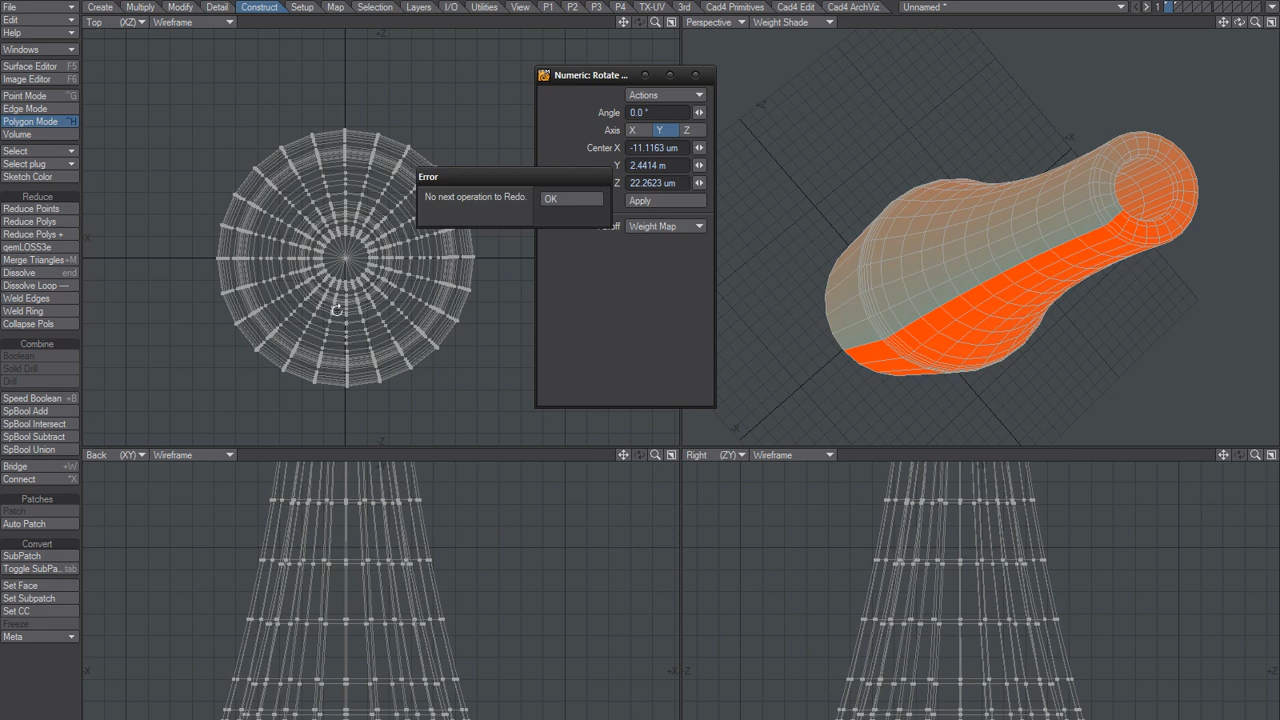 File Create Multiply Modify Detail Construct Setup Map Selection Layers I/O Utilities View P1 P2 P3 P4 TX-UV 3rd Cad4 Primitives Cad4 Edit Cad4 ArchViz Unnamed * 1
Edit
Top (XZ) Wireframe
Perspective Weight Shade
Help
Windows
Surface Editor F5
Image Editor F6
Point Mode ^G
Edge Mode
Polygon Mode ^H
Volume
Select
Select plug
Sketch Color
Reduce
Reduce Points
Reduce Polys
Reduce Polys +
qemLOSS3e
Merge Triangles +M
Dissolve end
Dissolve Loop
Weld Edges
Weld Ring
Collapse Pols
Combine
Boolean
Solid Drill
Drill
Speed Boolean +B
SpBool Add
SpBool Intersect
SpBool Subtract
SpBool Union
Bridge +W
Connect ^X
Patches
Patch
Auto Patch
Convert
SubPatch
Toggle SubPa... tab
Set Face
Set Subpatch
Set CC
Freeze
Meta
+Z
X
-Z
Numeric: Rotate ...
Actions
Angle 0.0 °
Axis X Y Z
Center X -11.1163 um
Y 2.4414 m
Z 22.2623 um
Apply
Weight Map
Error
No next operation to Redo.
OK
-X
-X
Back (XY) Wireframe
Right (ZY) Wireframe
-X
+X
-Z